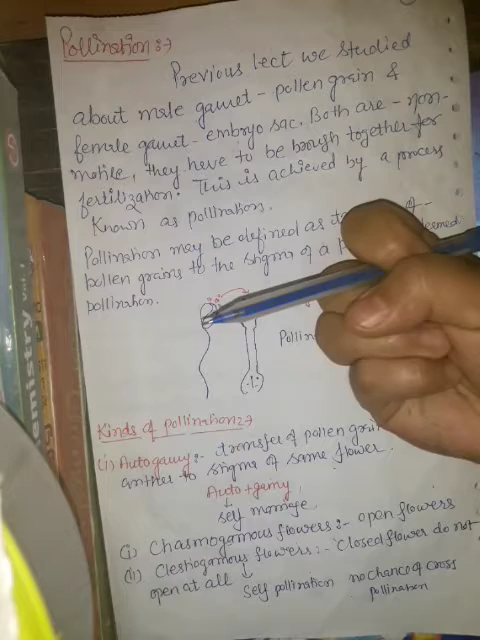 Pollination :→
Previous lect we studied
about male gamet - pollen grain &
female gamet - embryo sac. Both are - non-
motile, they have to be brough together for
fertilization. This is achieved by a process
Known as polllination.
Pollination may be defined as of -
pollen grains to the stigma of a
pollination.
Kinds of pollination :→
(i) Autogamy :- transfer of pollen
anther to stigma of same flower.
Auto + gamy
self marriage
(i) Chasmogamous flowers :- open flowers
(ii) Cleistogamous flowers :- Closed flower do not
open at all
self pollination no chance of cross
pollination